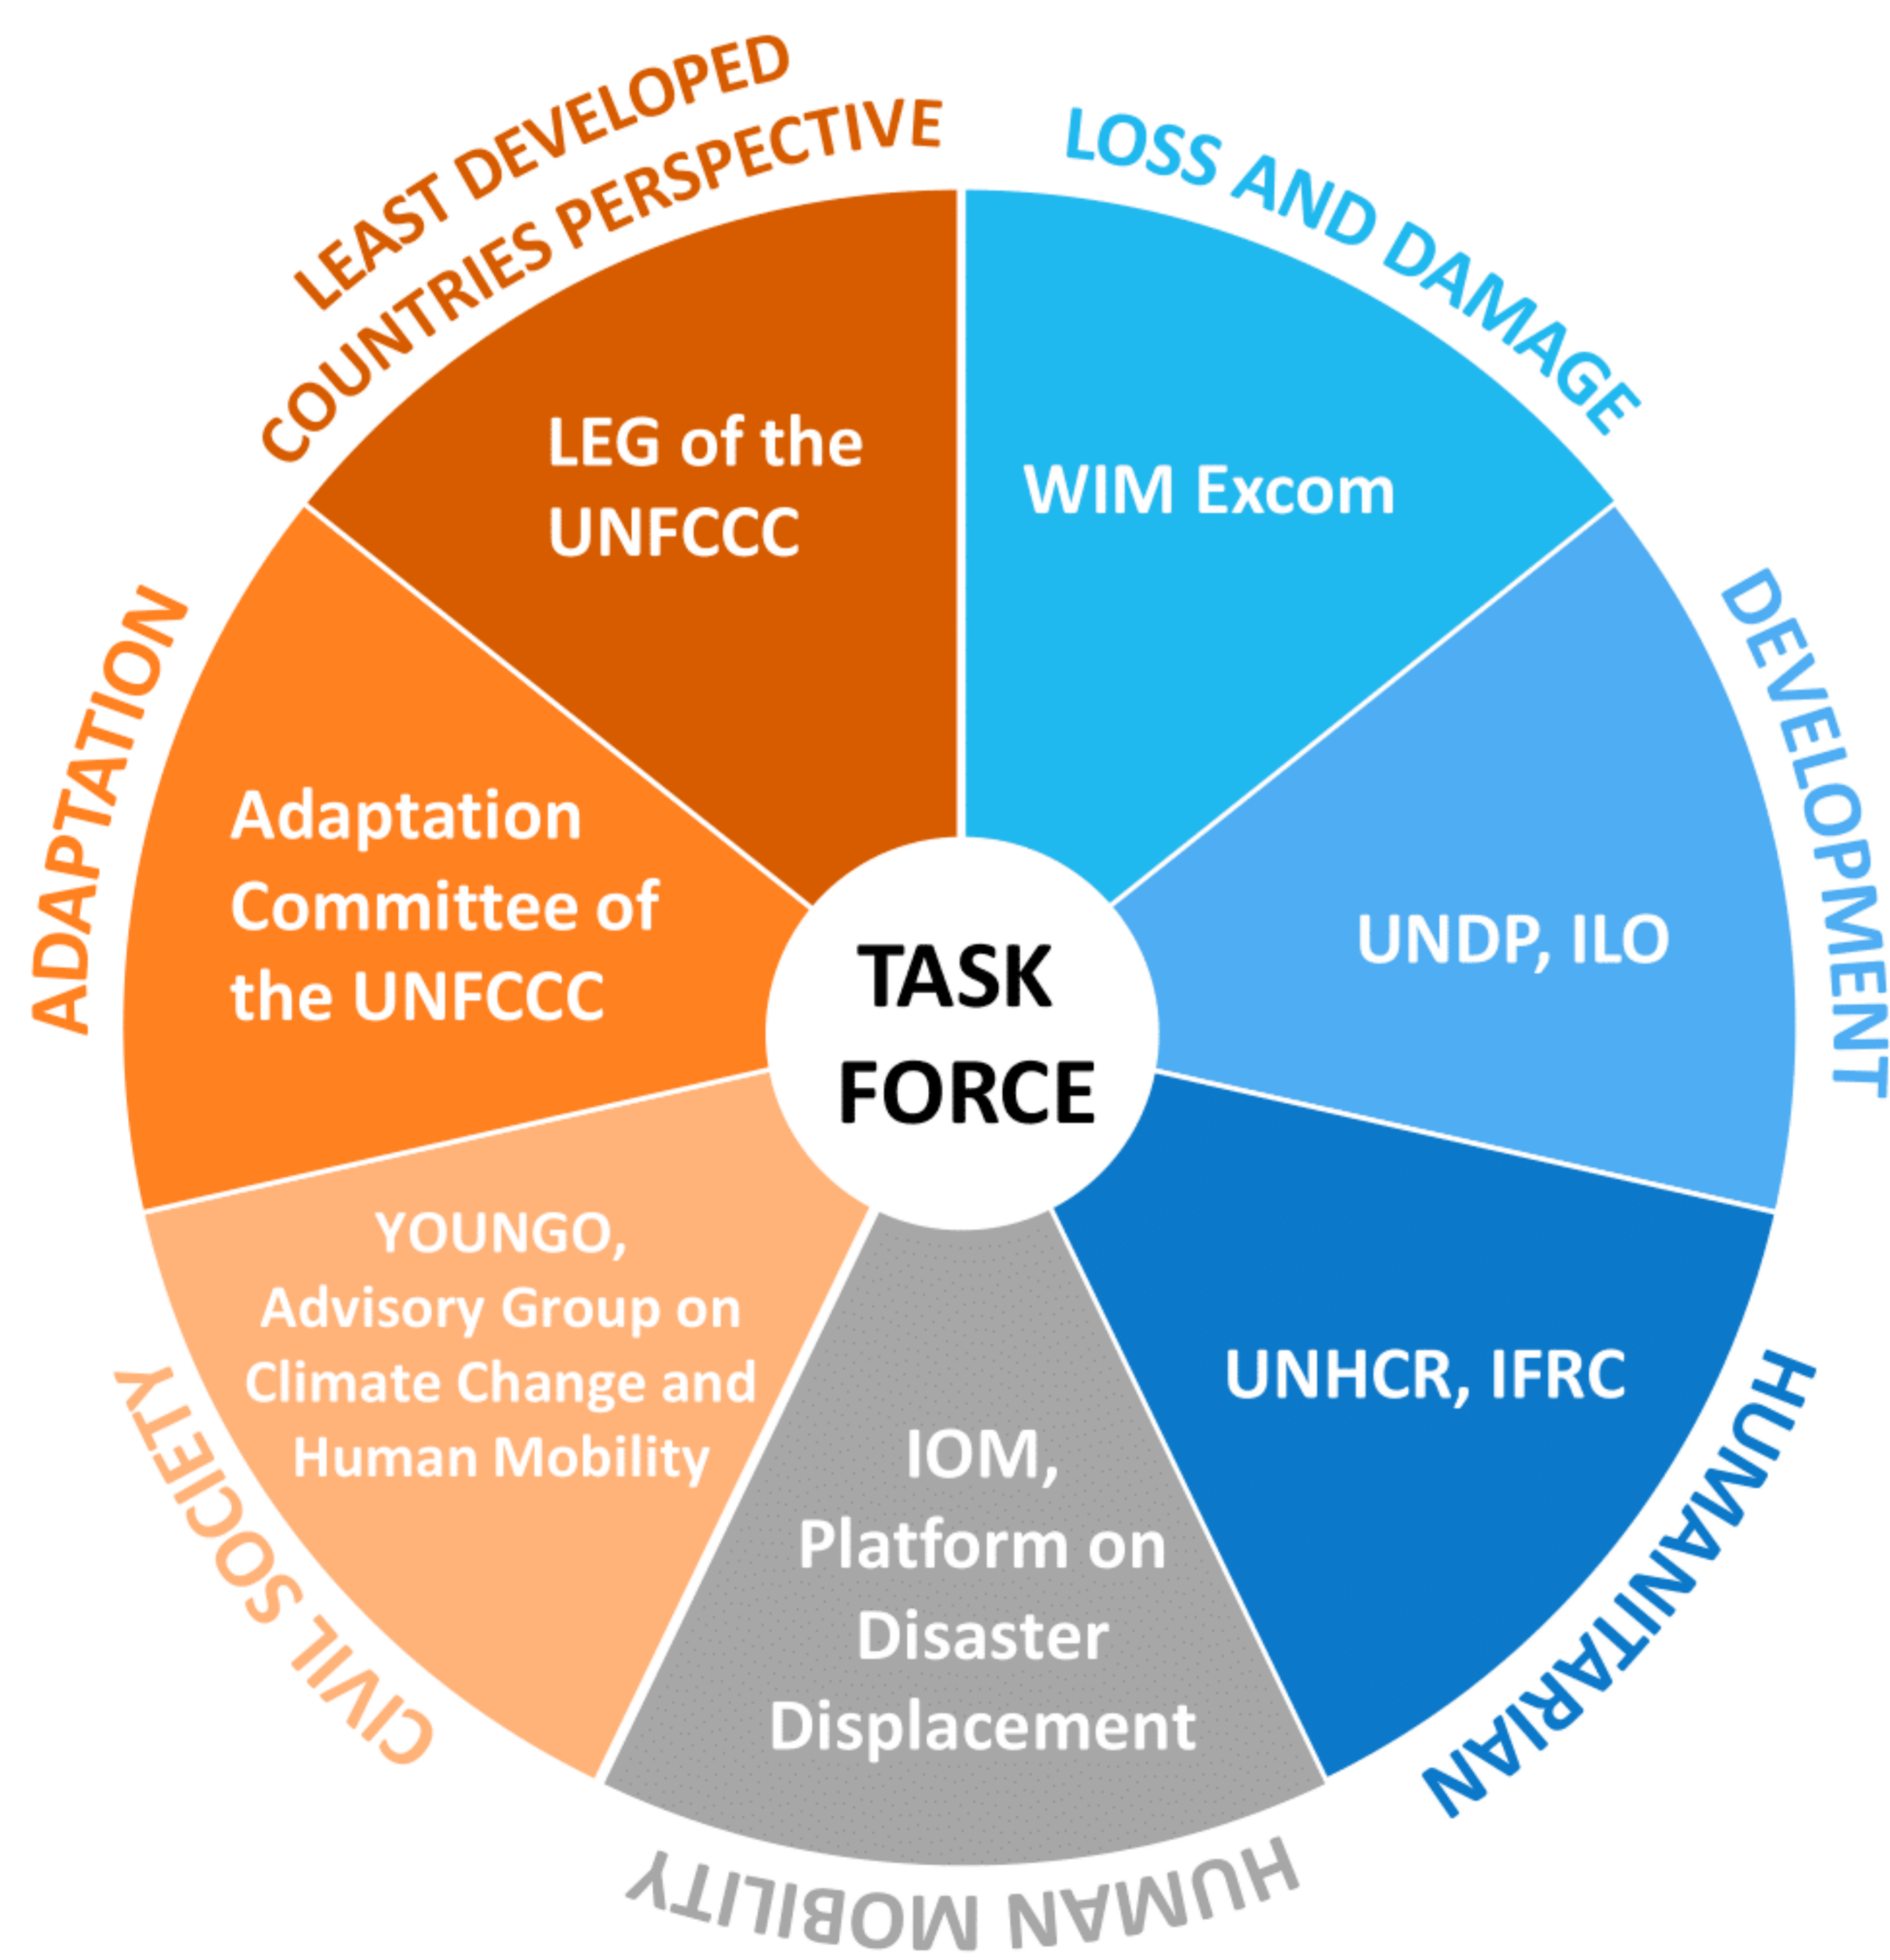 LEAST DEVELOPED
COUNTRIES PERSPECTIVE
LEG of the
UNFCCC
LOSS AND DAMAGE
WIM Excom
DEVELOPMENT
UNDP, ILO
HUMANITARIAN
UNHCR, IFRC
HUMAN MOBILITY
IOM,
Platform on
Disaster
Displacement
CIVIL SOCIETY
YOUNGO,
Advisory Group on
Climate Change and
Human Mobility
ADAPTATION
Adaptation
Committee of
the UNFCCC
TASK
FORCE